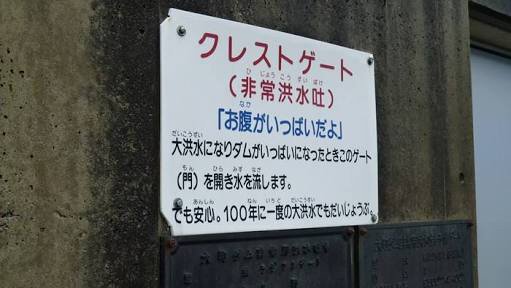 クレストゲート
(非常洪水吐)
「お腹がいっぱいだよ」
大洪水になりダムがいっぱいになったときこのゲート
(門)を開き水を流します。
でも安心。100年に一度の大洪水でもだいじょうぶ。